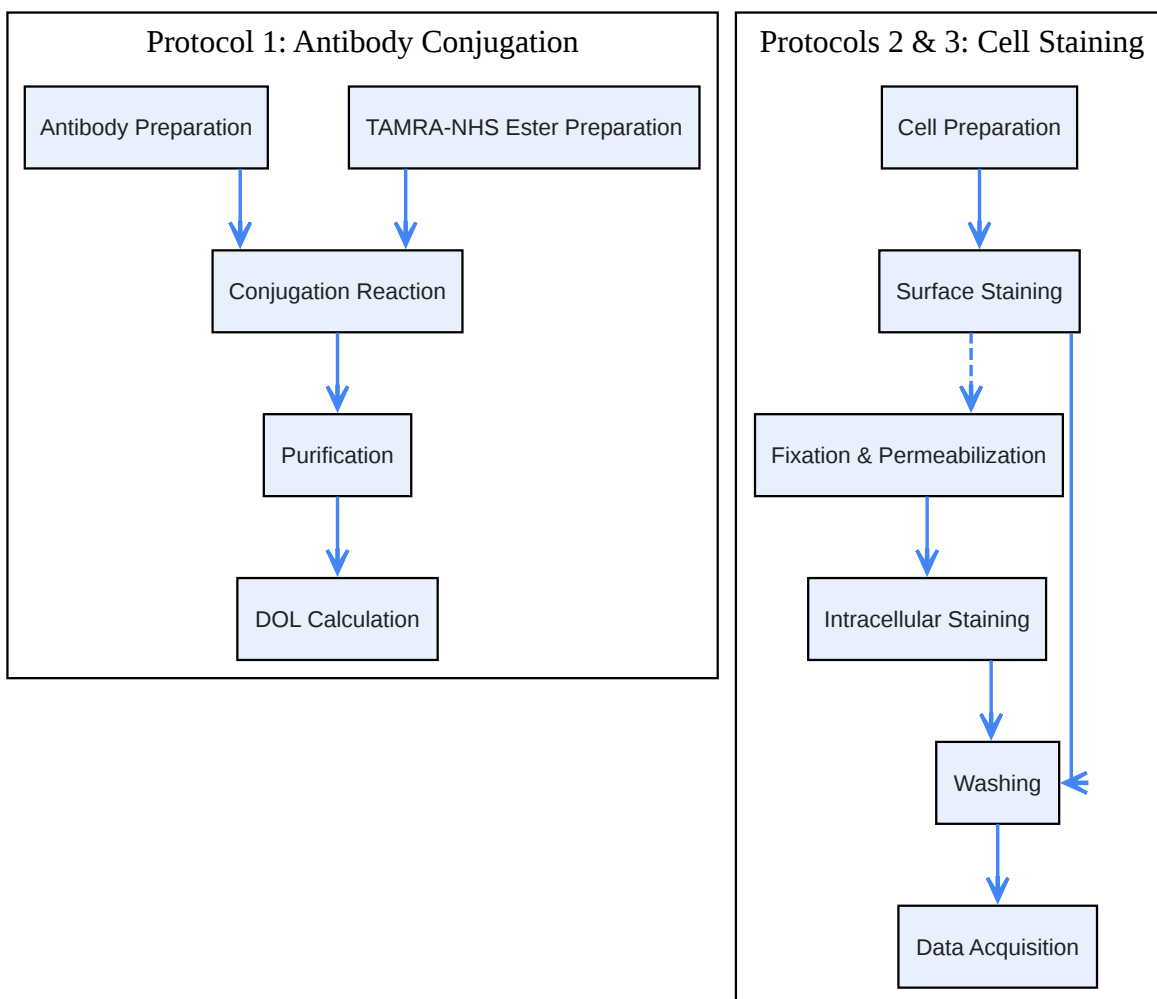 Protocol 1: Antibody Conjugation
Antibody Preparation
TAMRA-NHS Ester Preparation
Conjugation Reaction
Purification
DOL Calculation
Protocols 2 & 3: Cell Staining
Cell Preparation
Surface Staining
Fixation & Permeabilization
Intracellular Staining
Washing
Data Acquisition